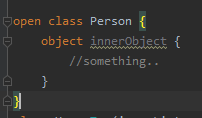 open class Person {
object innerObject {
//something..
}
}